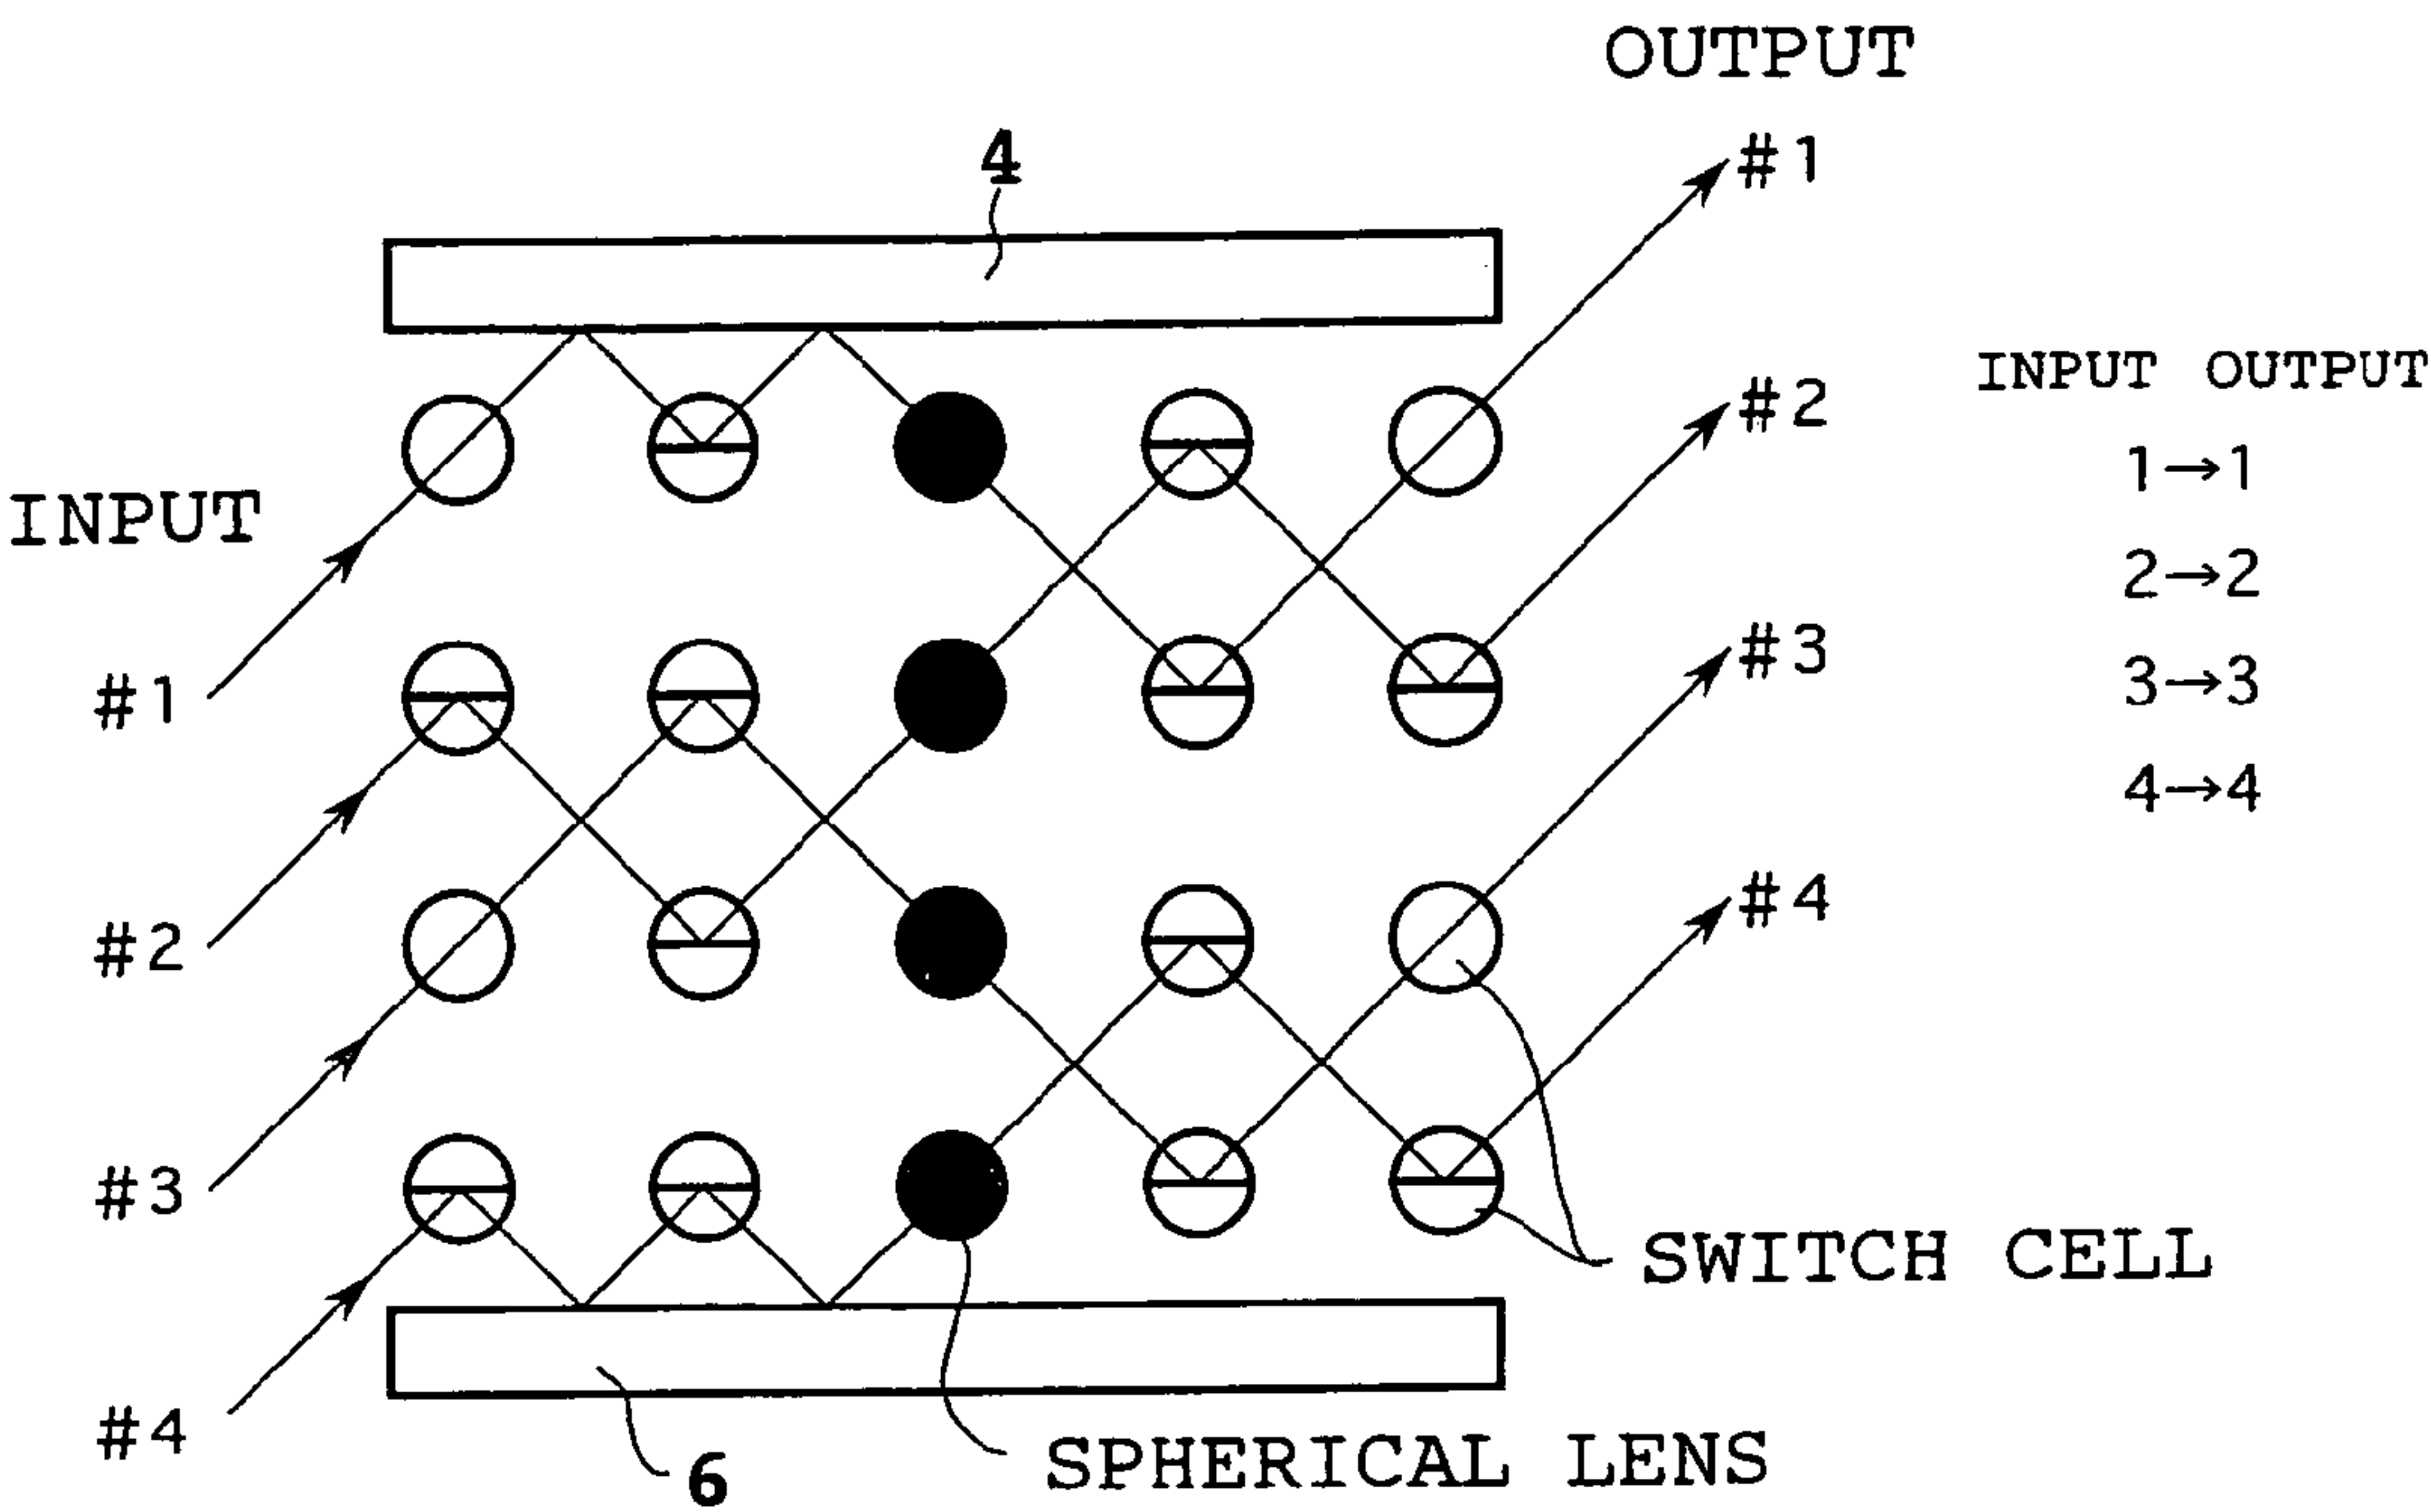 OUTPUT
#1
4
#2
INPUT OUTPUT
1→1
INPUT
2→2
#3
#1
3→3
4→4
#4
#2
#3
SWITCH CELL
#4
6
SPHERICAL LENS